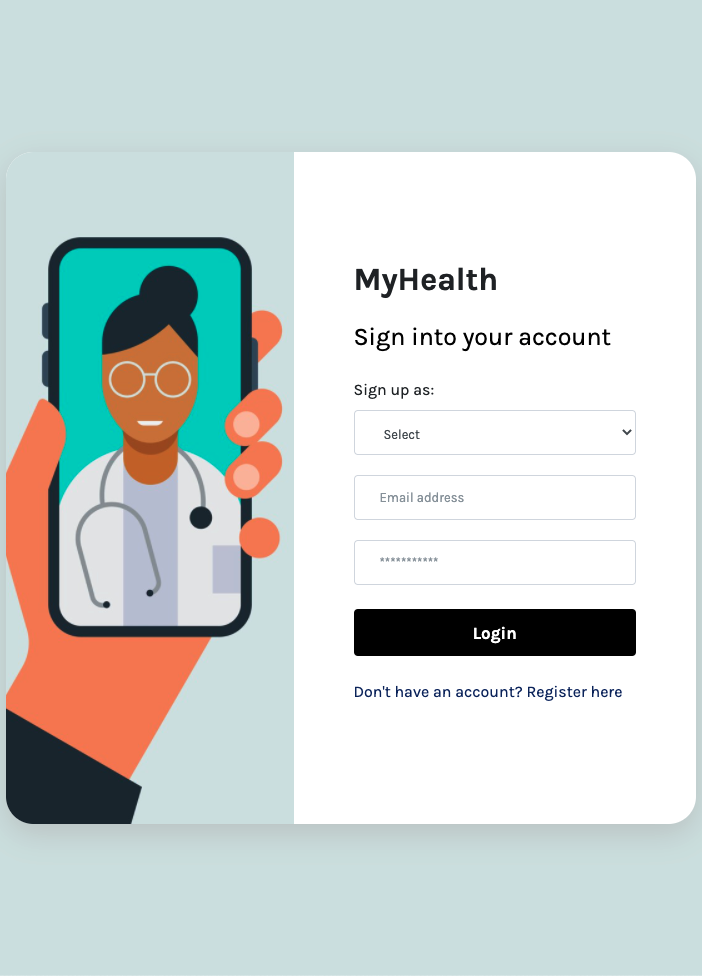 MyHealth
Sign into your account
Sign up as:
Select
Email address
***********
Login
Don't have an account? Register here